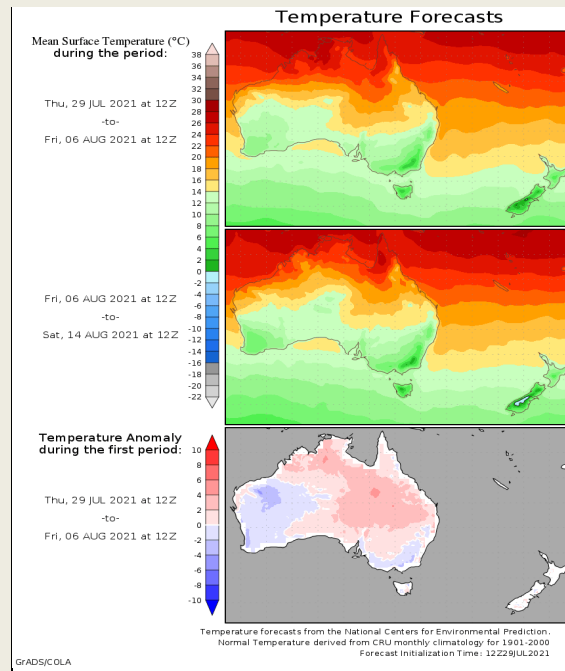 Temperature Forecasts
Mean Surface Temperature (°C)
during the period:
38
36
34
32
30
28
26
24
22
20
18
16
14
12
10
8
6
4
2
0
-2
-4
-6
-8
-10
-12
-14
-16
-18
-20
-22
Thu, 29 JUL 2021 at 12Z
-to-
Fri, 06 AUG 2021 at 12Z
Fri, 06 AUG 2021 at 12Z
-to-
Sat, 14 AUG 2021 at 12Z
Temperature Anomaly
during the first period:
10
8
6
4
2
0
-2
-4
-6
-8
-10
Thu, 29 JUL 2021 at 12Z
-to-
Fri, 06 AUG 2021 at 12Z
Temperature forecasts from the National Centers for Environmental Prediction.
Normal Temperature derived from CRU monthly climatology for 1901-2000
Forecast Initialization Time: 12Z29JUL2021
GrADS/COLA